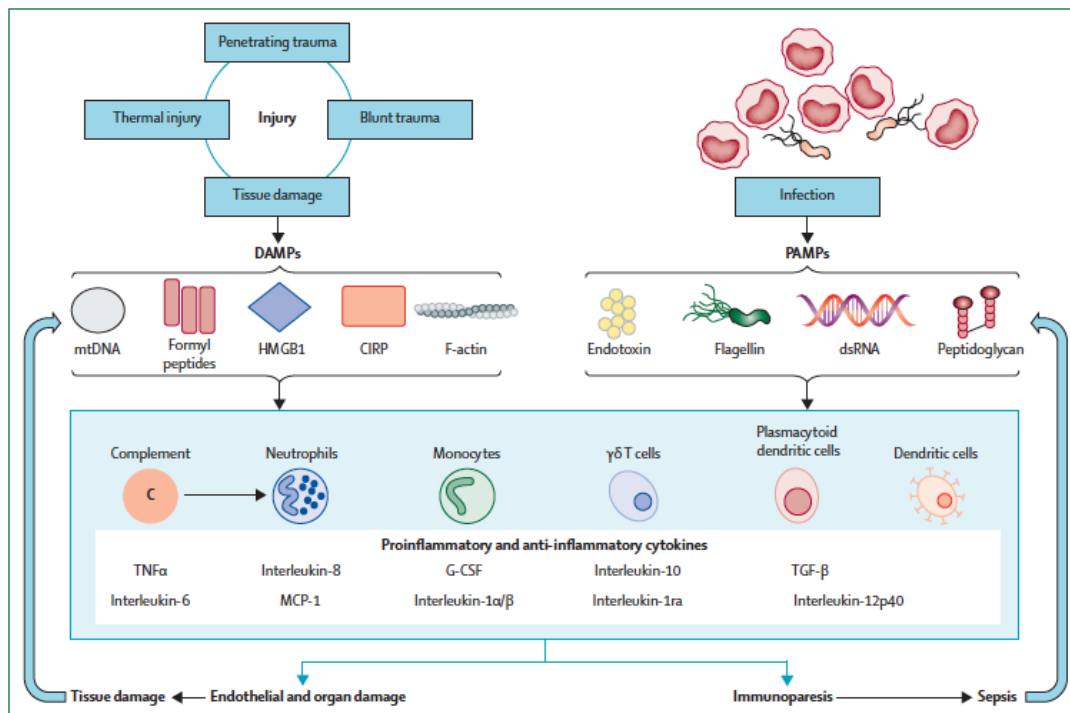 Penetrating trauma
Thermal injury
Injury
Blunt trauma
Tissue damage
Infection
DAMPs
PAMPs
mtDNA
Formyl
peptides
HMGB1
CIRP
F-actin
Endotoxin
Flagellin
dsRNA
Peptidoglycan
Complement
Neutrophils
Monocytes
γδ T cells
Plasmacytoid
dendritic cells
Dendritic cells
C
Proinflammatory and anti-inflammatory cytokines
TNFα
Interleukin-8
G-CSF
Interleukin-10
TGF-β
Interleukin-6
MCP-1
Interleukin-1α/β
Interleukin-1ra
Interleukin-12p40
Tissue damage
Endothelial and organ damage
Immunoparesis
Sepsis